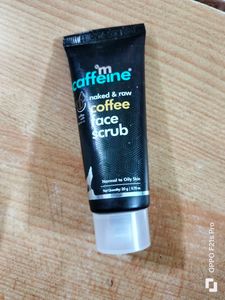 m
caffeine
naked & raw
coffee
face
scrub
Normal to Oily Skin
OPPO F21s Pro